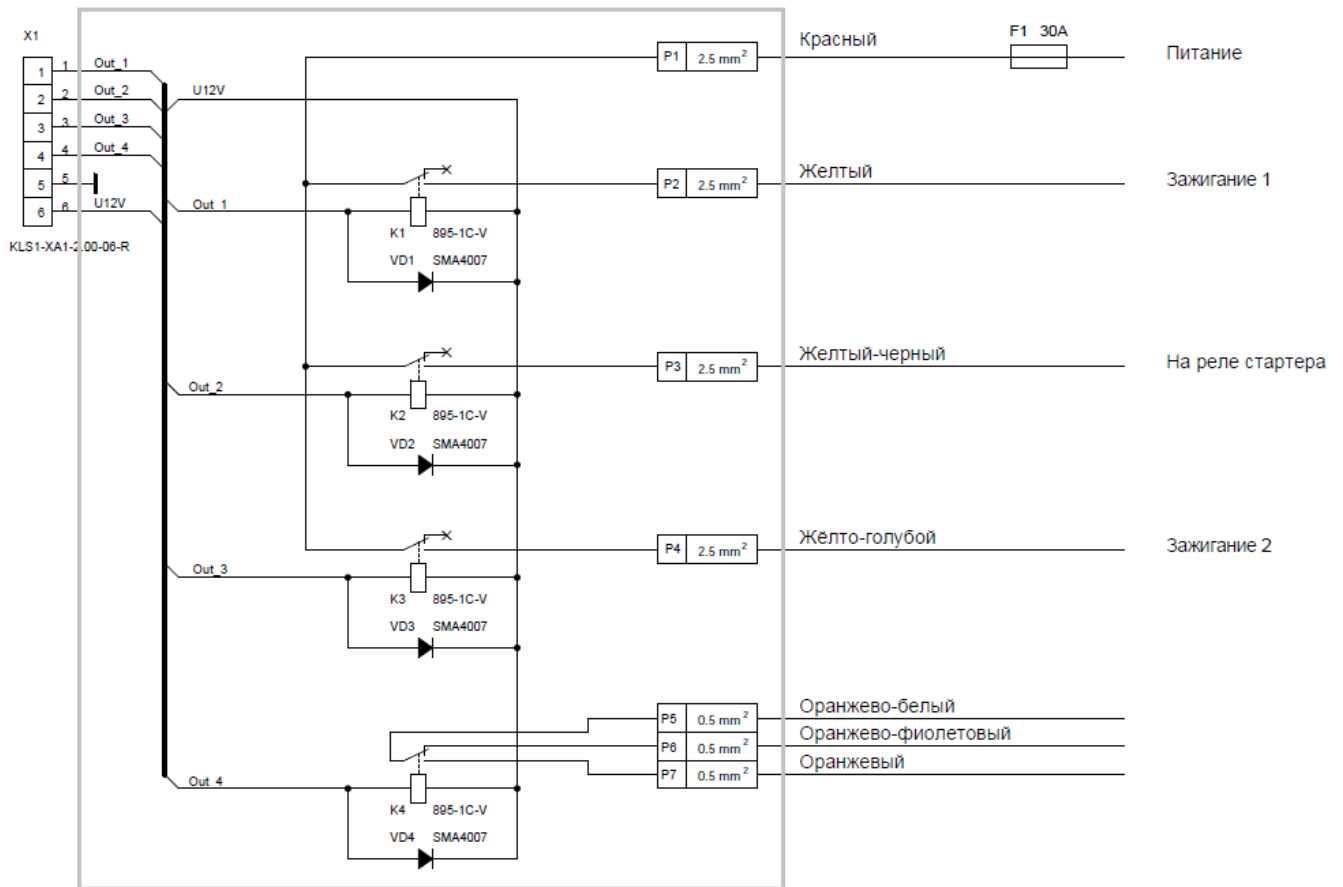 X1
1 1 Out_1
2 2 Out_2
3 3 Out_3
4 4 Out_4
5 5
6 6 U12V
KLS1-XA1-2.00-06-R
U12V
P1 2.5 mm²
Красный
F1 30A
Питание
P2 2.5 mm²
Желтый
Зажигание 1
Out_1
K1 895-1C-V
VD1 SMA4007
P3 2.5 mm²
Желтый-черный
На реле стартера
Out_2
K2 895-1C-V
VD2 SMA4007
P4 2.5 mm²
Жёлто-голубой
Зажигание 2
Out_3
K3 895-1C-V
VD3 SMA4007
P5 0.5 mm²
Оранжево-белый
P6 0.5 mm²
Оранжево-фиолетовый
P7 0.5 mm²
Оранжевый
Out_4
K4 895-1C-V
VD4 SMA4007